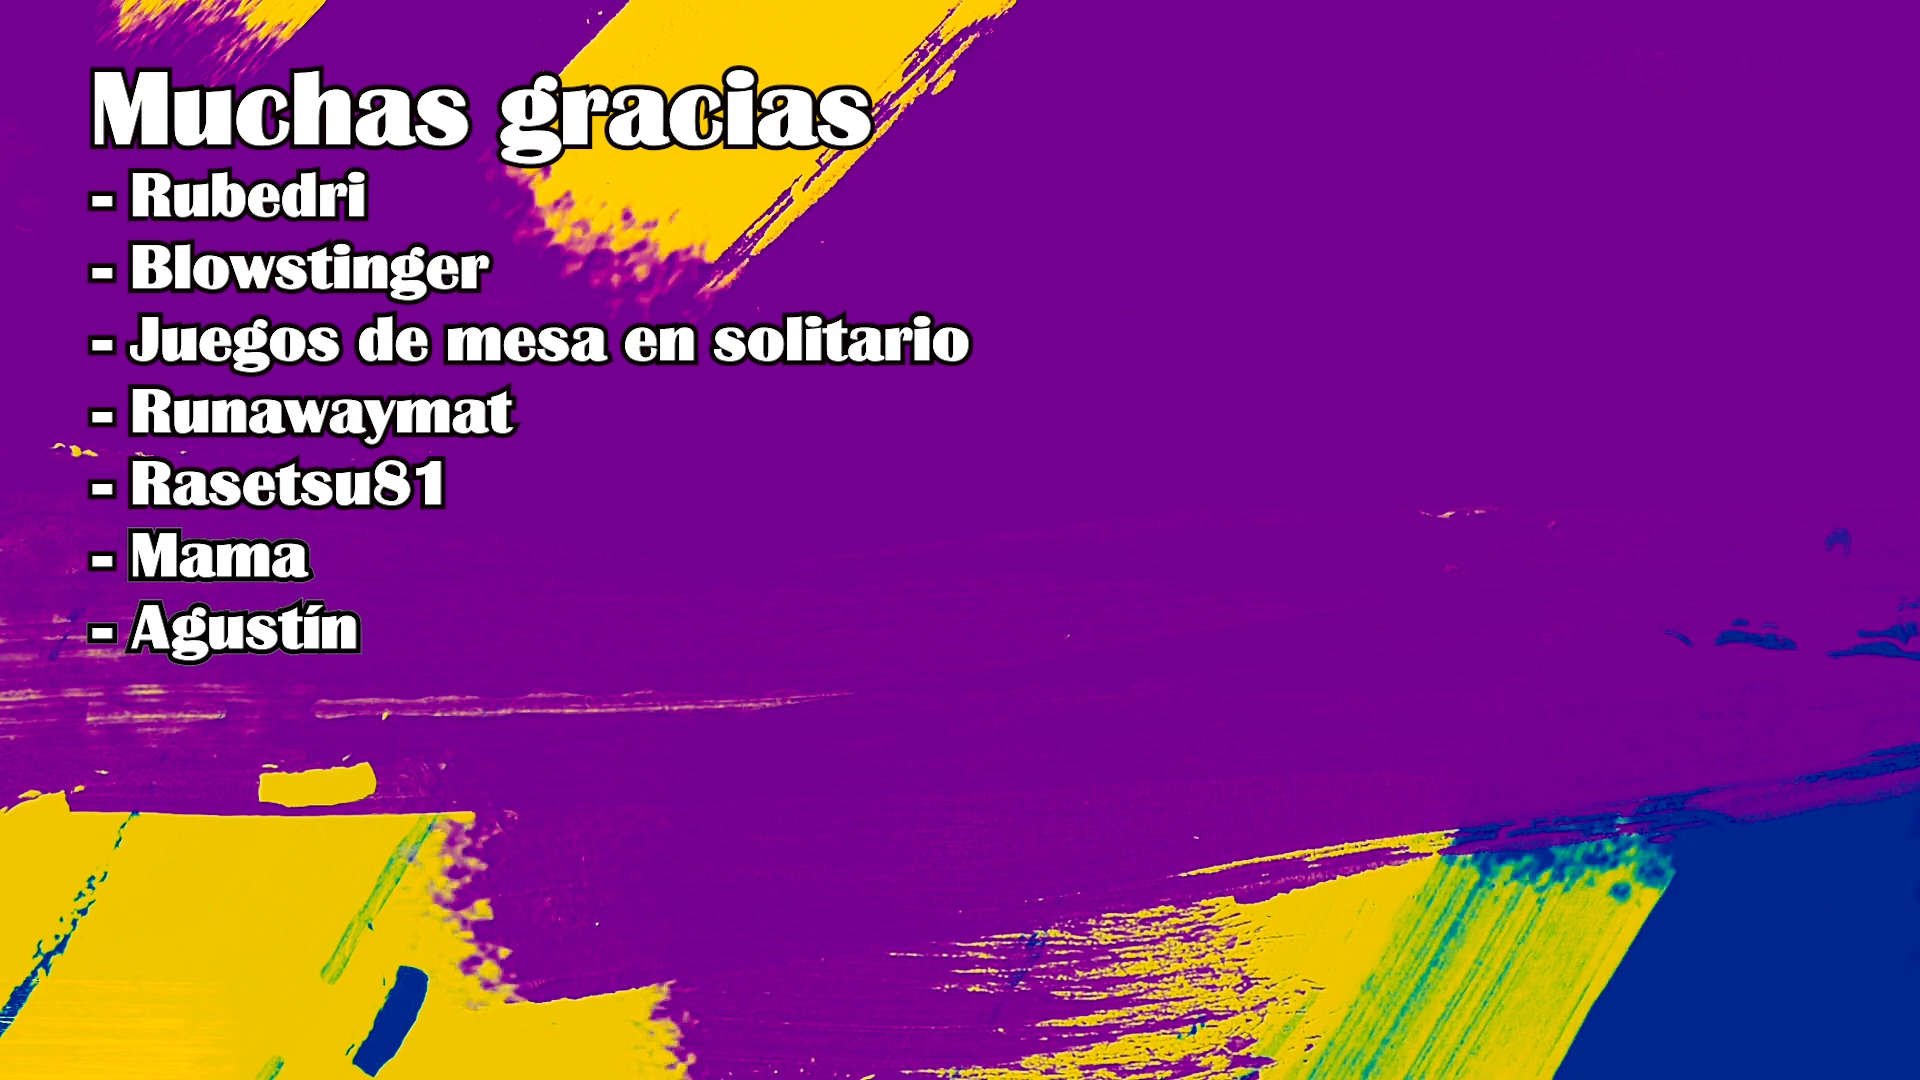 Muchas gracias
- Rubedri
- Blowstinger
- Juegos de mesa en solitario
- Runawaymat
- Rasetsu81
- Mama
- Agustín